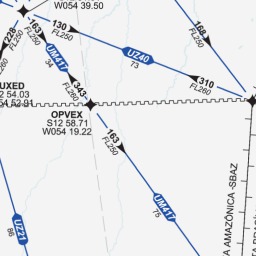 W054 39.50
163
FL250
130
FL250
168
FL250
228
FL260
UM417
34
UZ40
73
310
FL260
343
FL260
UXED
2 54.03
54 52.91
OPVEX
S12 58.71
W054 19.22
163
FL250
UM417
75
UZ21
86
A AMAZÔNICA -SBAZ